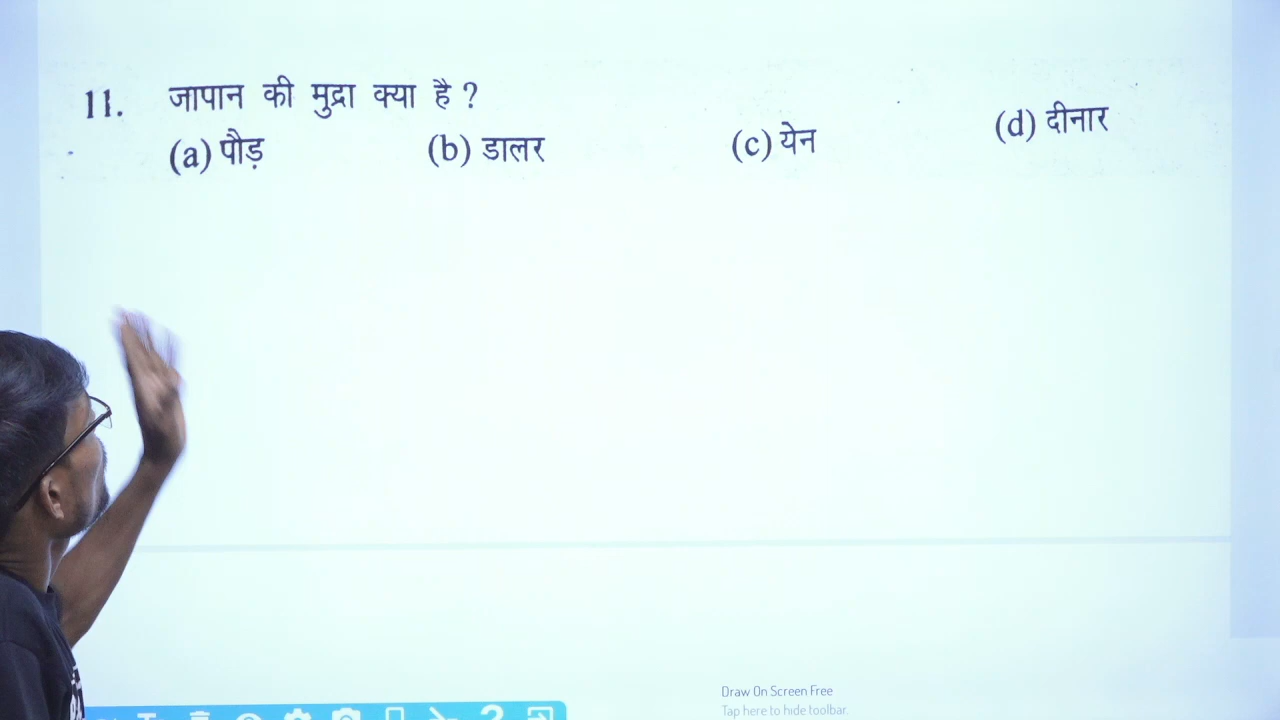 11. जापान की मुद्रा क्या है ?
(a) पौड़ (b) डालर (c) येन (d) दीनार
Draw On Screen Free
Tap here to hide toolbar.